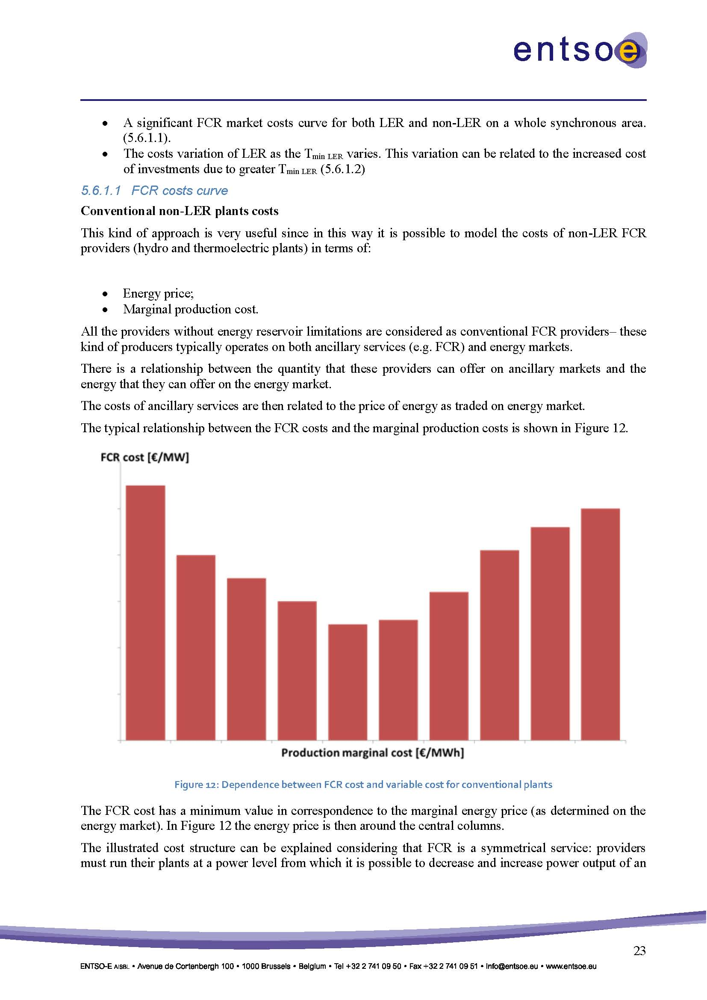 entsoe
• A significant FCR market costs curve for both LER and non-LER on a whole synchronous area.
(5.6.1.1).
• The costs variation of LER as the Tmin LER varies. This variation can be related to the increased cost
of investments due to greater Tmin LER (5.6.1.2)
5.6.1.1 FCR costs curve
Conventional non-LER plants costs
This kind of approach is very useful since in this way it is possible to model the costs of non-LER FCR
providers (hydro and thermoelectric plants) in terms of:
• Energy price;
• Marginal production cost.
All the providers without energy reservoir limitations are considered as conventional FCR providers– these
kind of producers typically operates on both ancillary services (e.g. FCR) and energy markets.
There is a relationship between the quantity that these providers can offer on ancillary markets and the
energy that they can offer on the energy market.
The costs of ancillary services are then related to the price of energy as traded on energy market.
The typical relationship between the FCR costs and the marginal production costs is shown in Figure 12.
FCR cost [€/MW]
Production marginal cost [€/MWh]
Figure 12: Dependence between FCR cost and variable cost for conventional plants
The FCR cost has a minimum value in correspondence to the marginal energy price (as determined on the
energy market). In Figure 12 the energy price is then around the central columns.
The illustrated cost structure can be explained considering that FCR is a symmetrical service: providers
must run their plants at a power level from which it is possible to decrease and increase power output of an
23
ENTSO-E AISBL • Avenue de Cortenbergh 100 • 1000 Brussels • Belgium • Tel +32 2 741 09 50 • Fax +32 2 741 09 51 • info@entsoe.eu • www.entsoe.eu